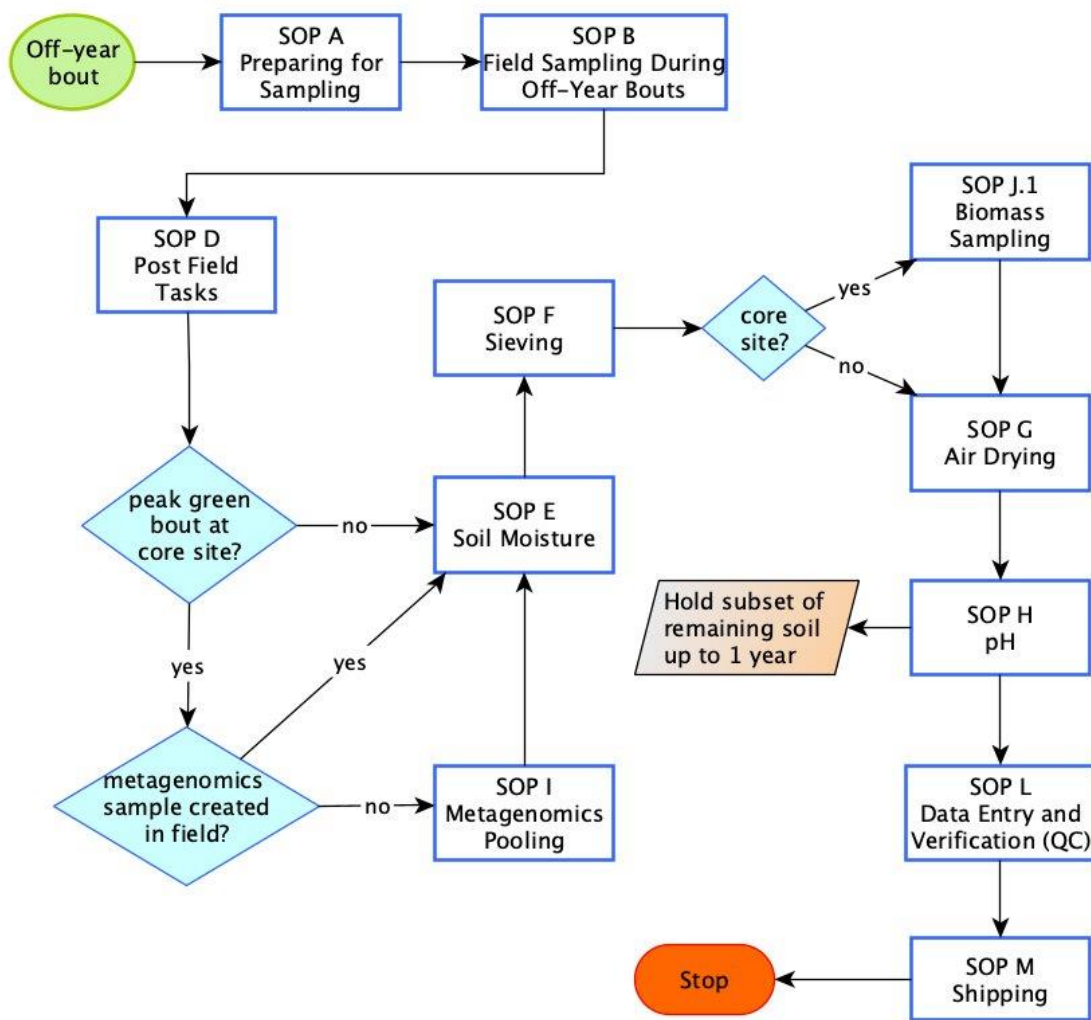 Off-year
bout
SOP A
Preparing for
Sampling
SOP B
Field Sampling During
Off-Year Bouts
SOP D
Post Field
Tasks
peak green
bout at
core site?
no
yes
metagenomics
sample created
in field?
yes
no
SOP I
Metagenomics
Pooling
SOP E
Soil Moisture
SOP F
Sieving
core
site?
yes
no
SOP J.1
Biomass
Sampling
SOP G
Air Drying
SOP H
pH
Hold subset of
remaining soil
up to 1 year
SOP L
Data Entry and
Verification (QC)
SOP M
Shipping
Stop